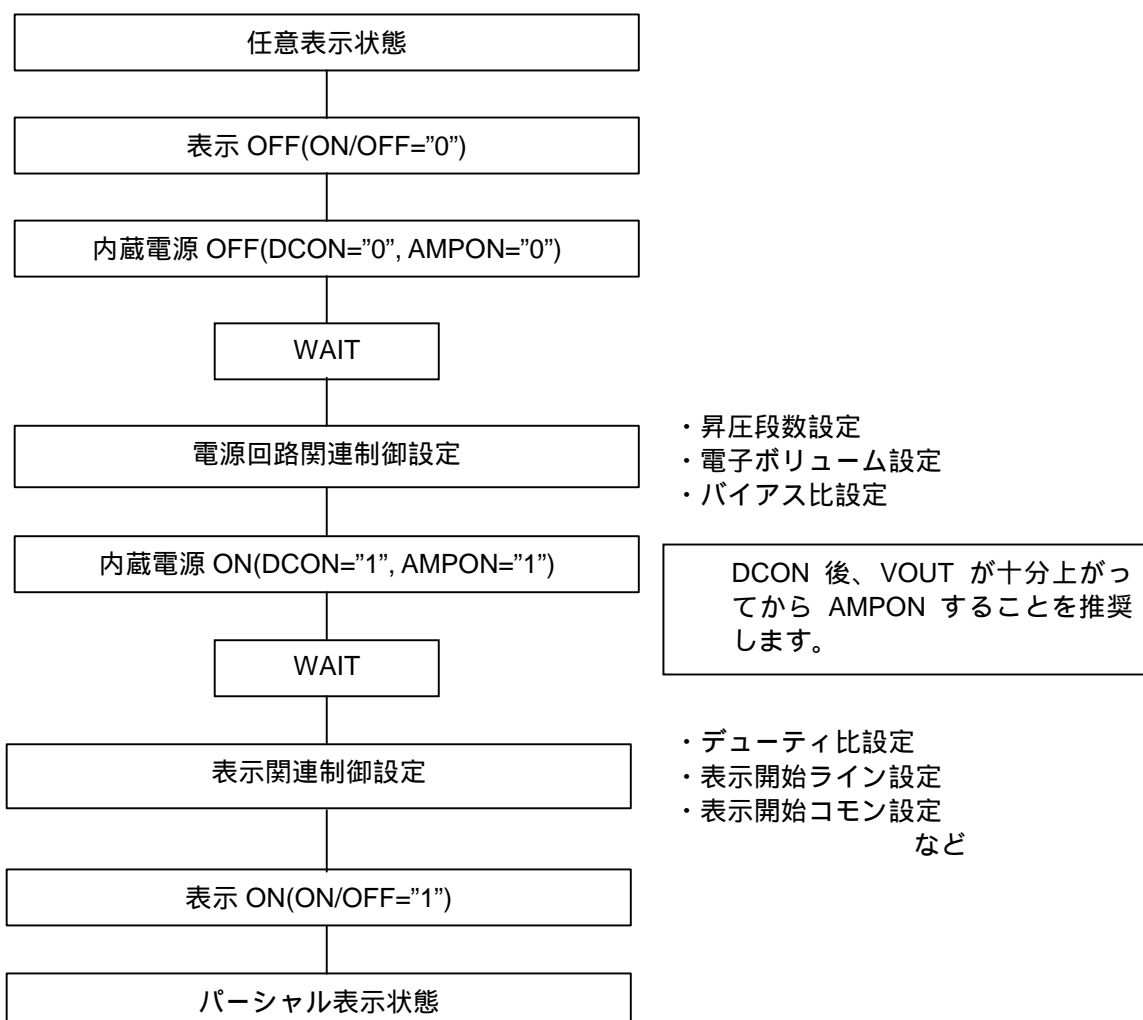 任意表示状態
表示 OFF(ON/OFF=”0”)
内蔵電源 OFF(DCON=”0”, AMPON=”0”)
WAIT
電源回路関連制御設定
・昇圧段数設定
・電子ボリューム設定
・バイアス比設定
内蔵電源 ON(DCON=”1”, AMPON=”1”)
DCON 後、VOUT が十分上がっ
てから AMPON することを推奨
します。
WAIT
表示関連制御設定
・デューティ比設定
・表示開始ライン設定
・表示開始コモン設定
など
表示 ON(ON/OFF=”1”)
パーシャル表示状態